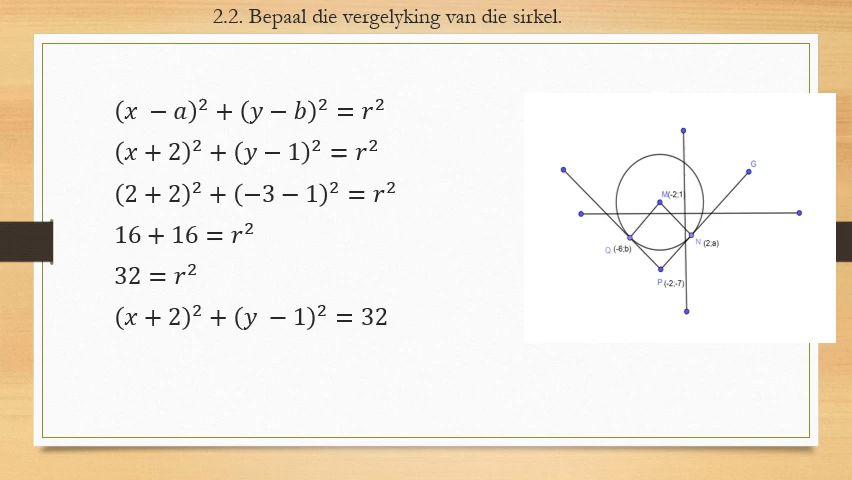 2.2. Bepaal die vergelyking van die sirkel.
(x − a)² + (y − b)² = r²
(x + 2)² + (y − 1)² = r²
(2 + 2)² + (−3 − 1)² = r²
16 + 16 = r²
32 = r²
(x + 2)² + (y − 1)² = 32
G
M(-2;1)
Q (-6;b)
N (2;a)
P(-2;-7)